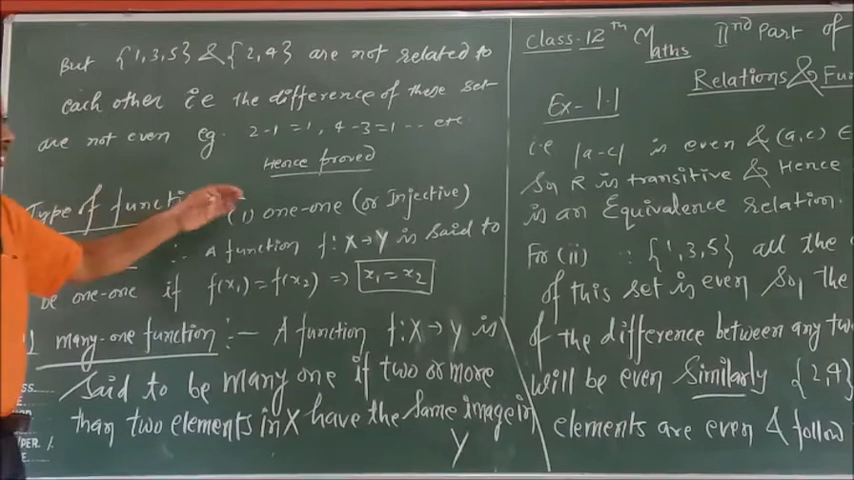 But {1,3,5} & {2,4} are not related to
each other ie the difference of these set
are not even eg. 2-1=1, 4-3=1 -- etc
Hence proved
Type of function
(1) one-one (or Injective)
:- A function f: X→Y is said to
be one-one if f(x₁)=f(x₂) => x₁=x₂
many-one function :- A function f: X→Y is
said to be many one if two or more
than two elements in X have the same image in
Y
Class-12th Maths IInd Part of
Relations & Fun
Ex-1.1
ie |a-c| is even & (a,c) ∈
So R is transitive & Hence
is an Equivalence relation.
For (ii) ∵ {1,3,5} all the
of this set is even So, the
of the difference between any two
will be even Similarly {2,4}
elements are even & follow